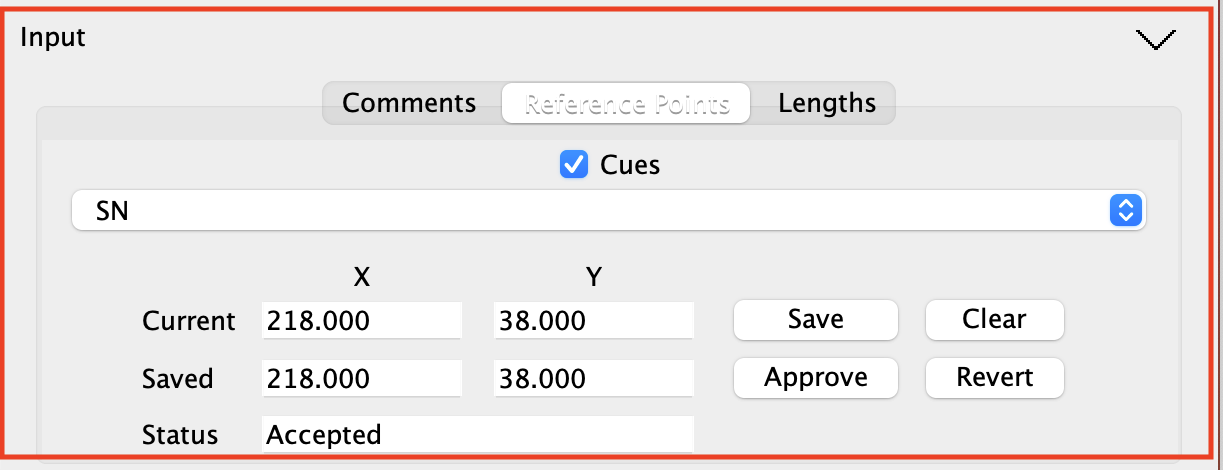 Input
Comments Reference Points Lengths
Cues
SN
X Y
Current 218.000 38.000 Save Clear
Saved 218.000 38.000 Approve Revert
Status Accepted